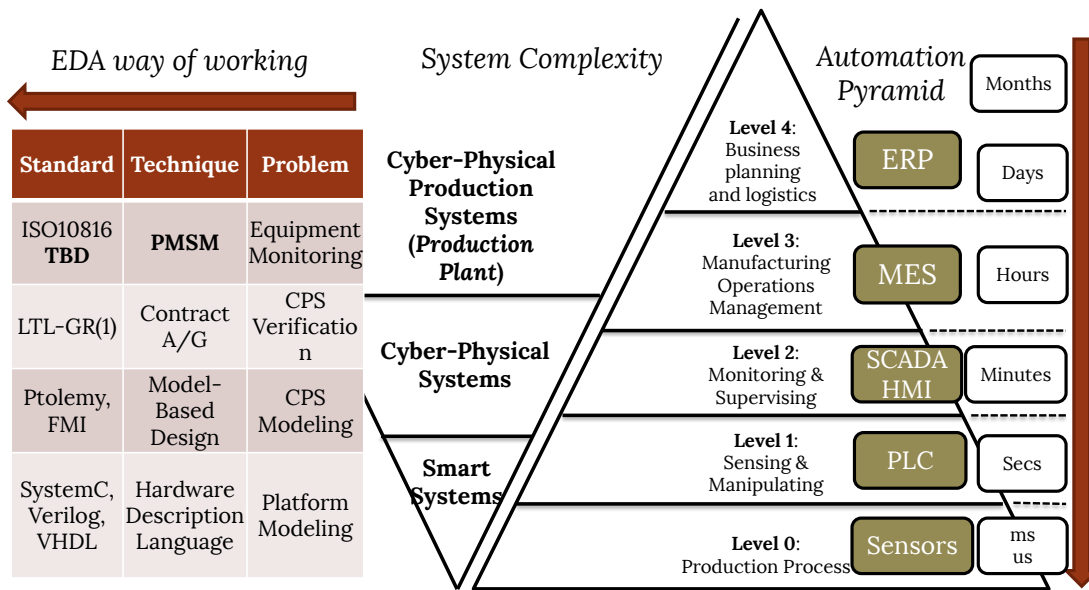 EDA way of working
System Complexity
Automation
Pyramid
Months
Standard Technique Problem
ISO10816
TBD
PMSM
Equipment
Monitoring
LTL-GR(1)
Contract
A/G
CPS
Verificatio
n
Ptolemy,
FMI
Model-
Based
Design
CPS
Modeling
SystemC,
Verilog,
VHDL
Hardware
Description
Language
Platform
Modeling
Cyber-Physical
Production
Systems
(Production
Plant)
Cyber-Physical
Systems
Smart
Systems
Level 4:
Business
planning
and logistics
ERP
Days
Level 3:
Manufacturing
Operations
Management
MES
Hours
Level 2:
Monitoring &
Supervising
SCADA
HMI
Minutes
Level 1:
Sensing &
Manipulating
PLC
Secs
Level 0:
Production Process
Sensors
ms
us